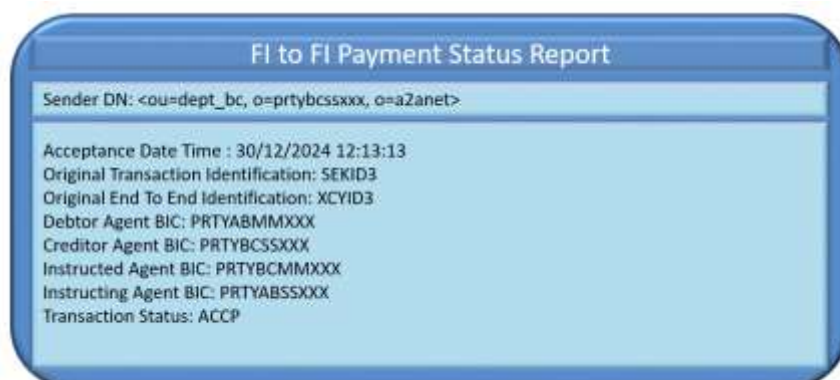 FI to FI Payment Status Report
Sender DN: <ou=dept_bc, o=prtybcssxxx, o=a2anet>
Acceptance Date Time : 30/12/2024 12:13:13
Original Transaction Identification: SEKID3
Original End To End Identification: XCYID3
Debtor Agent BIC: PRTYABMMXXX
Creditor Agent BIC: PRTYBCSSXXX
Instructed Agent BIC: PRTYBCMMXXX
Instructing Agent BIC: PRTYABSSXXX
Transaction Status: ACCP